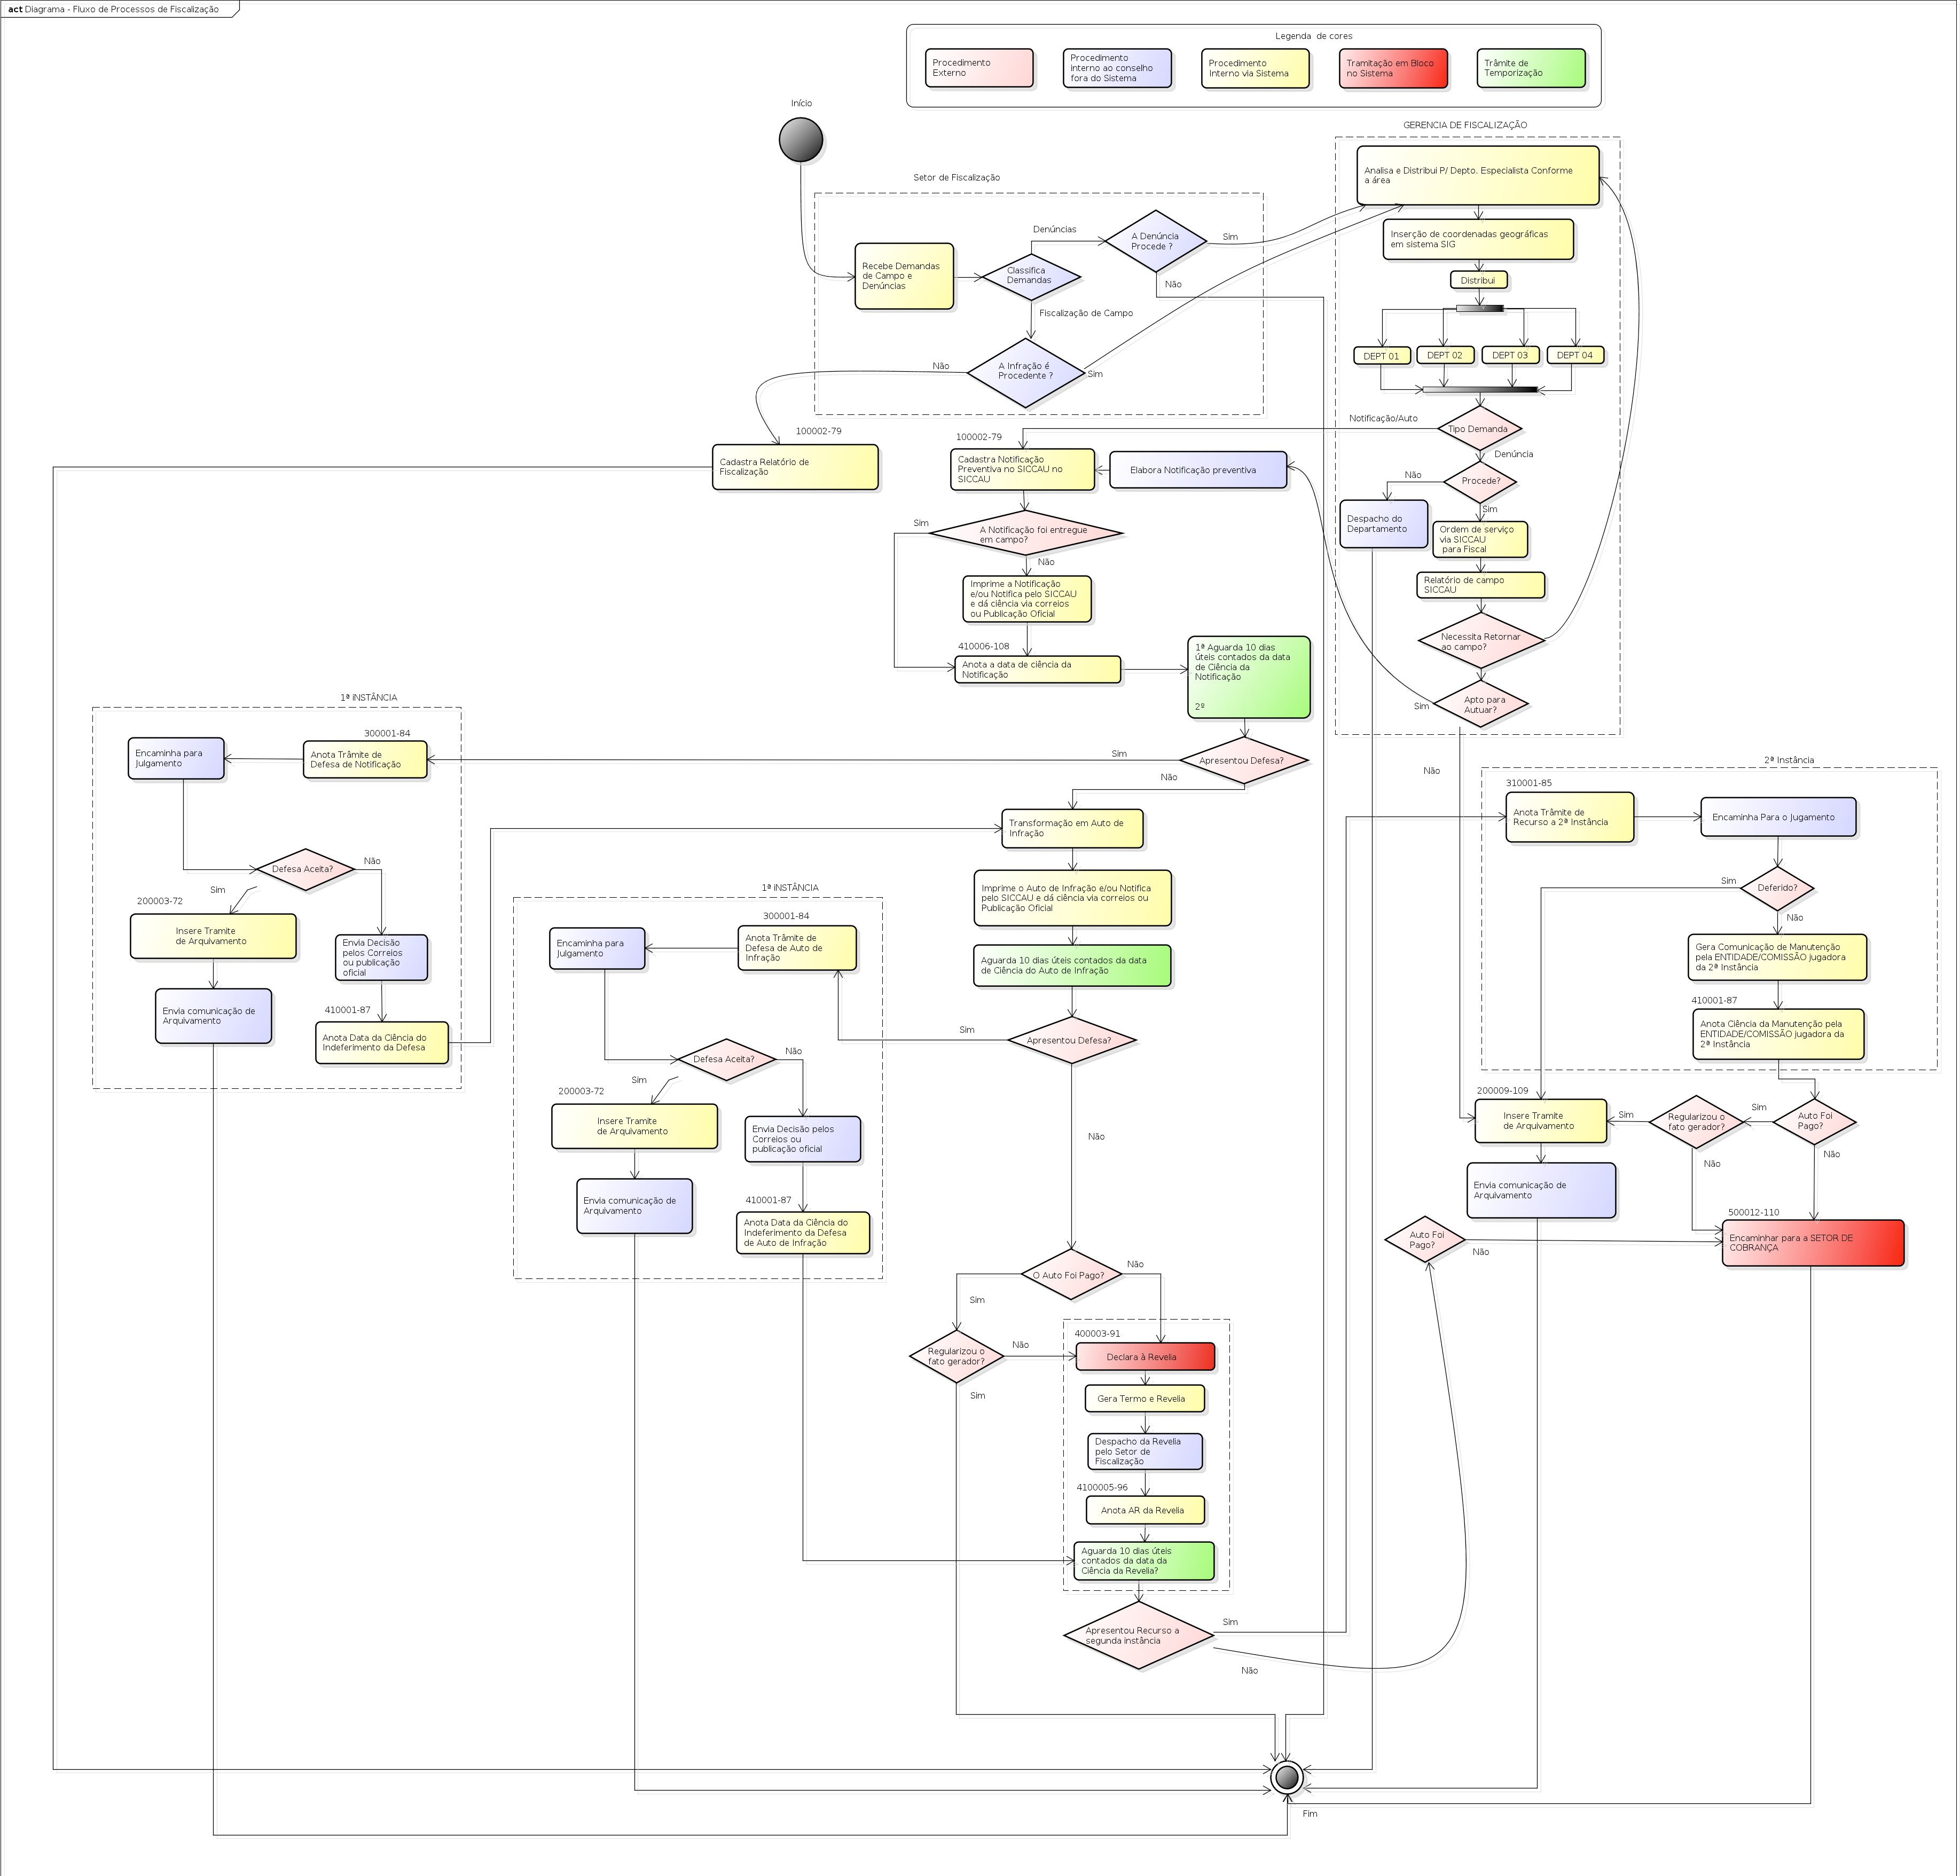 act Diagrama - Fluxo de Processos de Fiscalização
Legenda de cores
Procedimento
Externo
Procedimento
interno ao conselho
fora do Sistema
Procedimento
Interno via Sistema
Tramitação em Bloco
no Sistema
Trâmite de
Temporização
Início
Setor de Fiscalização
Recebe Demandas
de Campo e
Denúncias
Classifica
Demandas
Denúncias
A Denúncia
Procede ?
Sim
Não
Fiscalização de Campo
A Infração é
Procedente ?
Não
Sim
GERENCIA DE FISCALIZAÇÃO
Analisa e Distribui P/ Depto. Especialista Conforme
a área
Inserção de coordenadas geográficas
em sistema SIG
Distribui
DEPT 01
DEPT 02
DEPT 03
DEPT 04
Tipo Demanda
Notificação/Auto
Denúncia
Procede?
Não
Sim
Despacho do
Departamento
Ordem de serviço
via SICCAU
para Fiscal
Relatório de campo
SICCAU
Necessita Retornar
ao campo?
Apto para
Autuar?
Sim
Não
100002-79
Cadastra Relatório de
Fiscalização
100002-79
Cadastra Notificação
Preventiva no SICCAU no
SICCAU
Elabora Notificação preventiva
A Notificação foi entregue
em campo?
Sim
Não
Imprime a Notificação
e/ou Notifica pelo SICCAU
e dá ciência via correios
ou Publicação Oficial
410006-108
Anota a data de ciência da
Notificação
1ª Aguarda 10 dias
úteis contados da data
de Ciência da
Notificação
2º
Apresentou Defesa?
Sim
Não
1ª INSTÂNCIA
300001-84
Anota Trâmite de
Defesa de Notificação
Encaminha para
Julgamento
Defesa Aceita?
Não
Sim
200003-72
Insere Tramite
de Arquivamento
Envia comunicação de
Arquivamento
Envia Decisão
pelos Correios
ou publicação
oficial
410001-87
Anota Data da Ciência do
Indeferimento da Defesa
Transformação em Auto de
Infração
Imprime o Auto de Infração e/ou Notifica
pelo SICCAU e dá ciência via correios ou
Publicação Oficial
Aguarda 10 dias úteis contados da data
de Ciência do Auto de Infração
Apresentou Defesa?
Sim
Não
1ª INSTÂNCIA
300001-84
Anota Trâmite de
Defesa de Auto de
Infração
Encaminha para
Julgamento
Defesa Aceita?
Não
Sim
200003-72
Insere Tramite
de Arquivamento
Envia comunicação de
Arquivamento
Envia Decisão pelos
Correios ou
publicação oficial
410001-87
Anota Data da Ciência do
Indeferimento da Defesa
de Auto de Infração
O Auto Foi Pago?
Não
Sim
Regularizou o
fato gerador?
Não
Sim
400003-91
Declara à Revelia
Gera Termo e Revelia
Despacho da Revelia
pelo Setor de
Fiscalização
4100005-96
Anota AR da Revelia
Aguarda 10 dias úteis
contados da data da
Ciência da Revelia?
Apresentou Recurso a
segunda instância
Sim
Não
2ª Instância
310001-85
Anota Trâmite de
Recurso a 2ª Instância
Encaminha Para o Jugamento
Deferido?
Sim
Não
Gera Comunicação de Manutenção
pela ENTIDADE/COMISSÃO jugadora
da 2ª Instância
410001-87
Anota Ciência da Manutenção pela
ENTIDADE/COMISSÃO jugadora da
2ª Instância
200009-109
Insere Tramite
de Arquivamento
Sim
Regularizou o
fato gerador?
Sim
Auto Foi
Pago?
Não
Não
Envia comunicação de
Arquivamento
500012-110
Encaminhar para a SETOR DE
COBRANÇA
Auto Foi
Pago?
Não
Fim